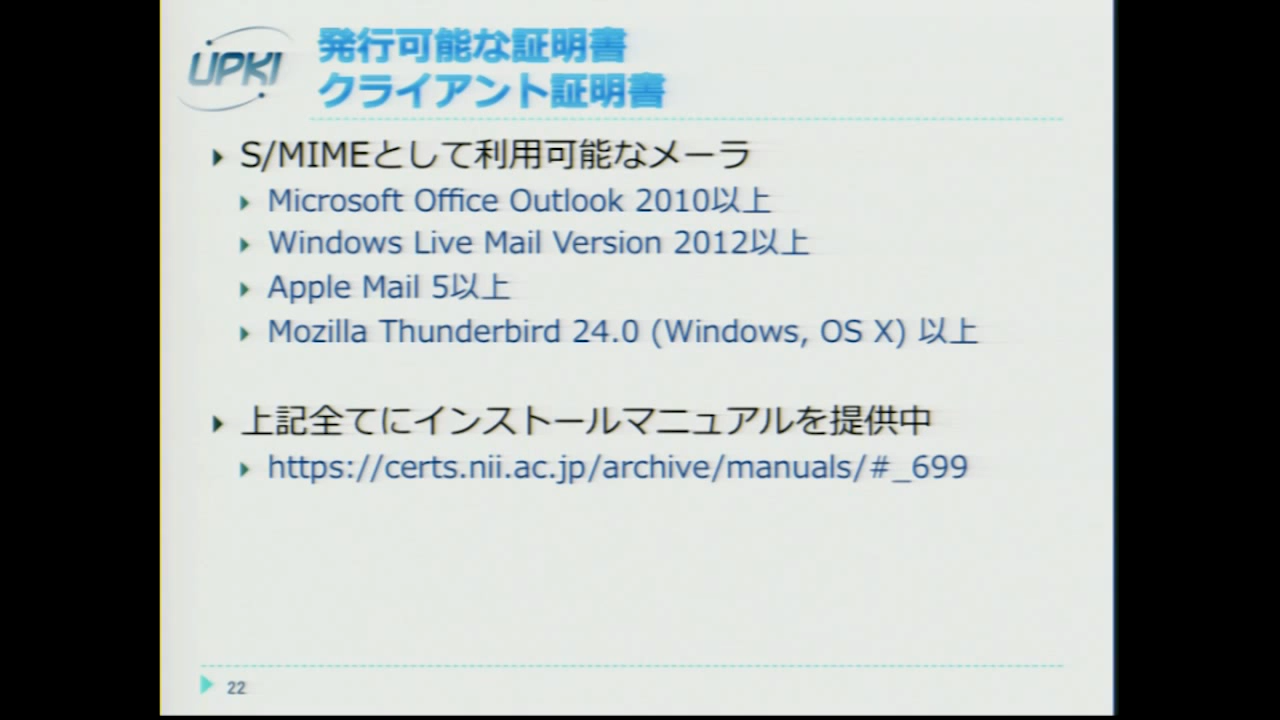 UPKI
発行可能な証明書
クライアント証明書
S/MIMEとして利用可能なメーラ
Microsoft Office Outlook 2010以上
Windows Live Mail Version 2012以上
Apple Mail 5以上
Mozilla Thunderbird 24.0 (Windows, OS X) 以上
上記全てにインストールマニュアルを提供中
https://certs.nii.ac.jp/archive/manuals/#_699
22